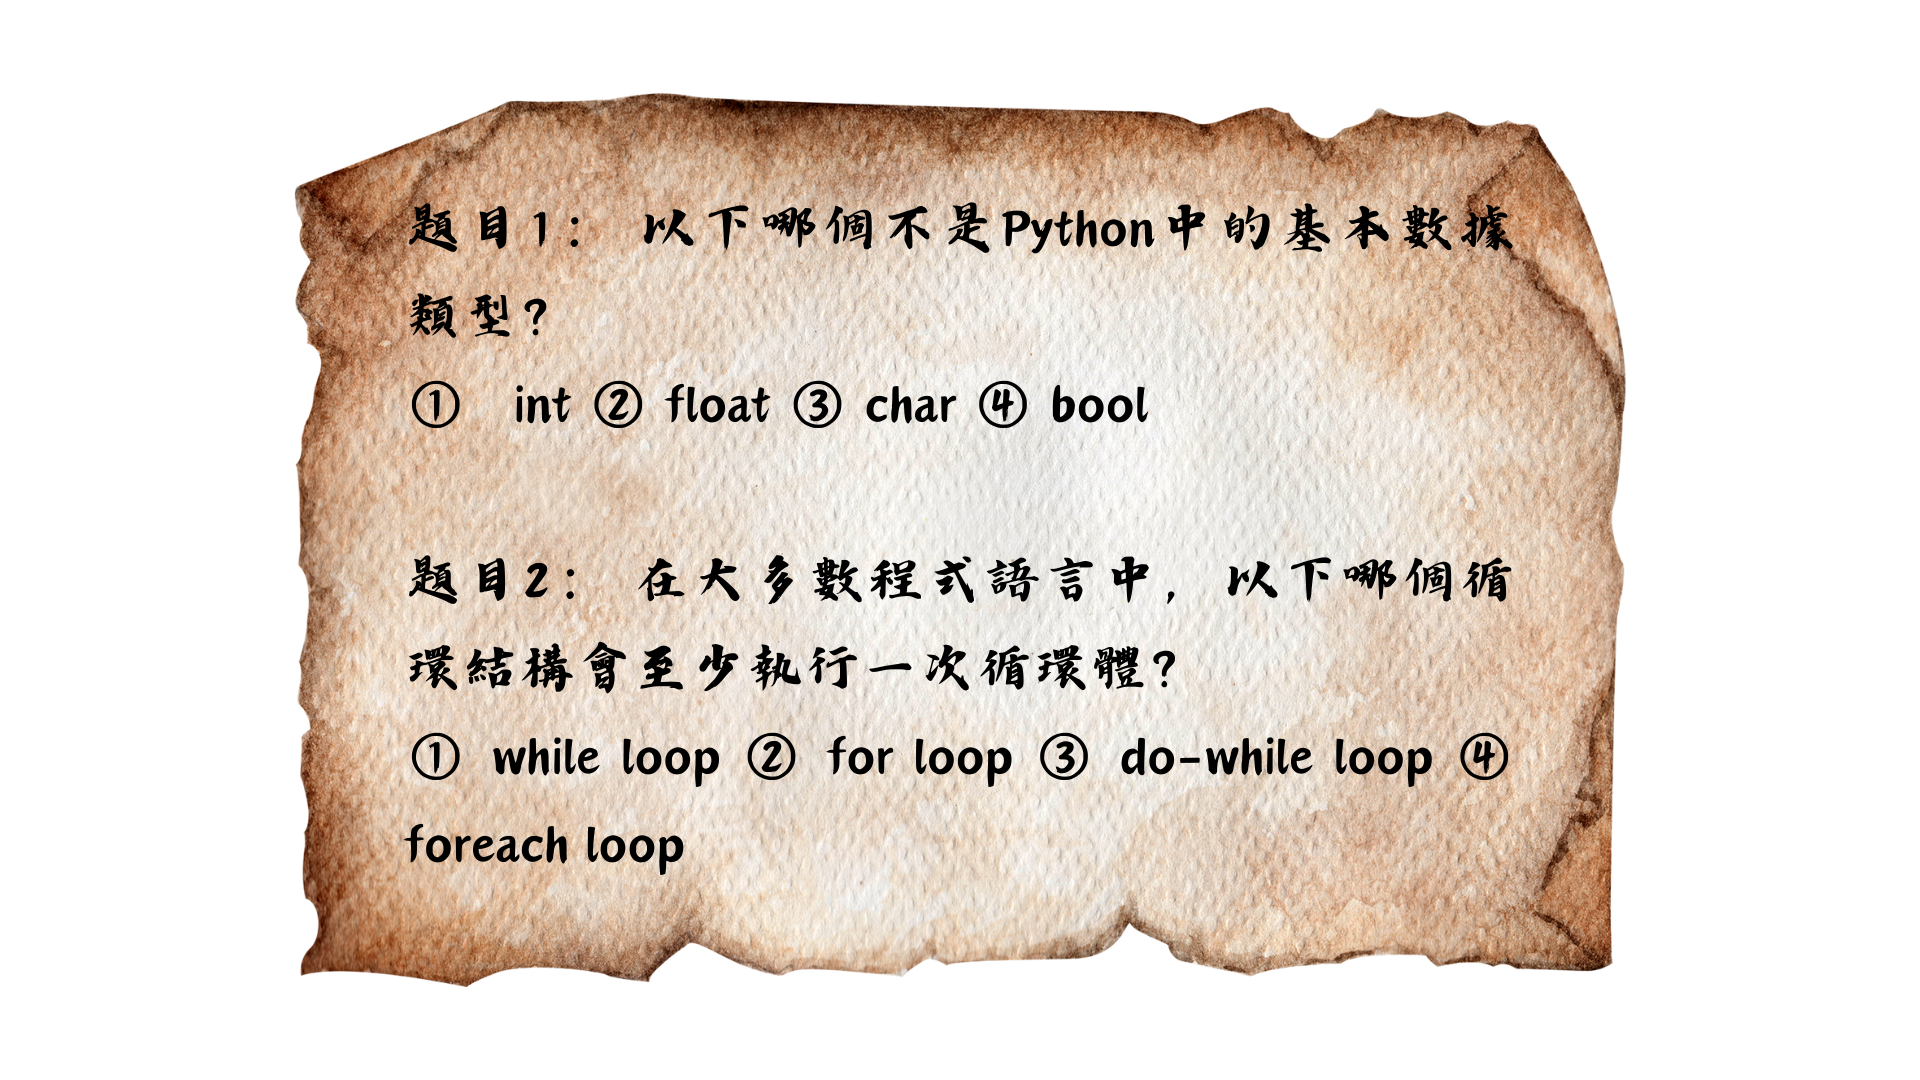 題目1： 以下哪個不是Python中的基本數據
類型？
① int ② float ③ char ④ bool
題目2： 在大多數程式語言中，以下哪個循
環結構會至少執行一次循環體？
① while loop ② for loop ③ do-while loop ④
foreach loop